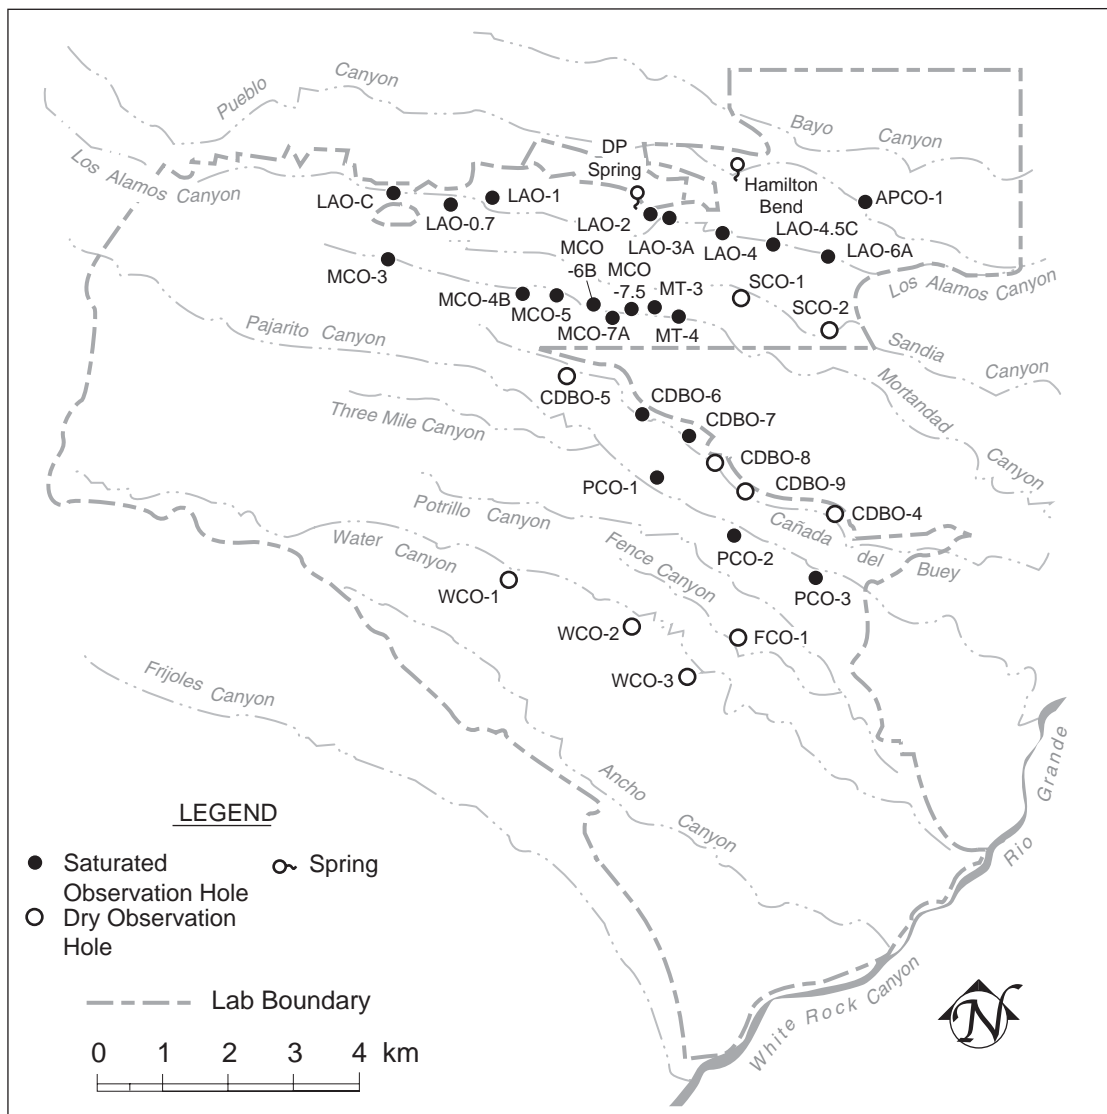 Pueblo Canyon
Bayo Canyon
Los Alamos Canyon
DP
Spring
Hamilton
Bend
APCO-1
LAO-C
LAO-0.7
LAO-1
LAO-2
LAO-3A
LAO-4
LAO-4.5C
LAO-6A
Los Alamos Canyon
MCO-3
MCO-4B
MCO-5
MCO
-6B
MCO
-7.5
MCO-7A
MT-3
MT-4
SCO-1
SCO-2
Sandia Canyon
Mortandad Canyon
Pajarito Canyon
Three Mile Canyon
CDBO-5
CDBO-6
CDBO-7
CDBO-8
CDBO-9
CDBO-4
Cañada del Buey
PCO-1
PCO-2
PCO-3
Potrillo Canyon
Fence Canyon
Water Canyon
WCO-1
WCO-2
WCO-3
FCO-1
Frijoles Canyon
Ancho Canyon
Rio Grande
White Rock Canyon
LEGEND
Saturated
Observation Hole
Spring
Dry Observation
Hole
Lab Boundary
0 1 2 3 4 km
N